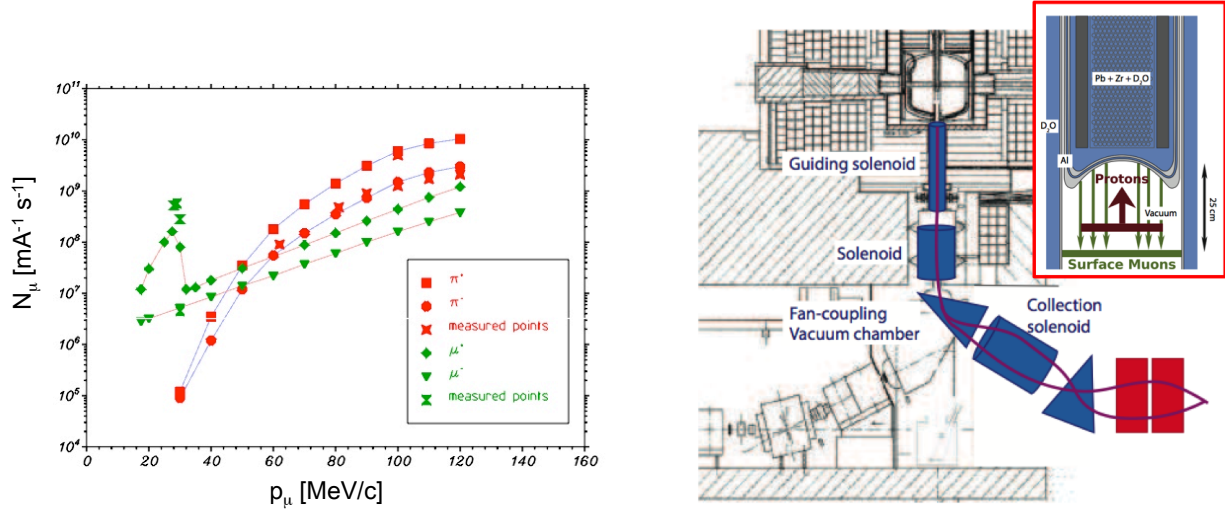 N_μ [mA⁻¹ s⁻¹]
10¹¹
10¹⁰
10⁹
10⁸
10⁷
10⁶
10⁵
10⁴
0
20
40
60
80
100
120
140
160
p_μ [MeV/c]
π⁺
π⁻
measured points
μ⁺
μ⁻
measured points
Guiding solenoid
Solenoid
Fan-coupling
Vacuum chamber
Collection
solenoid
Pb + Zr + D₂O
D₂O
Al
Protons
Vacuum
25 cm
Surface Muons